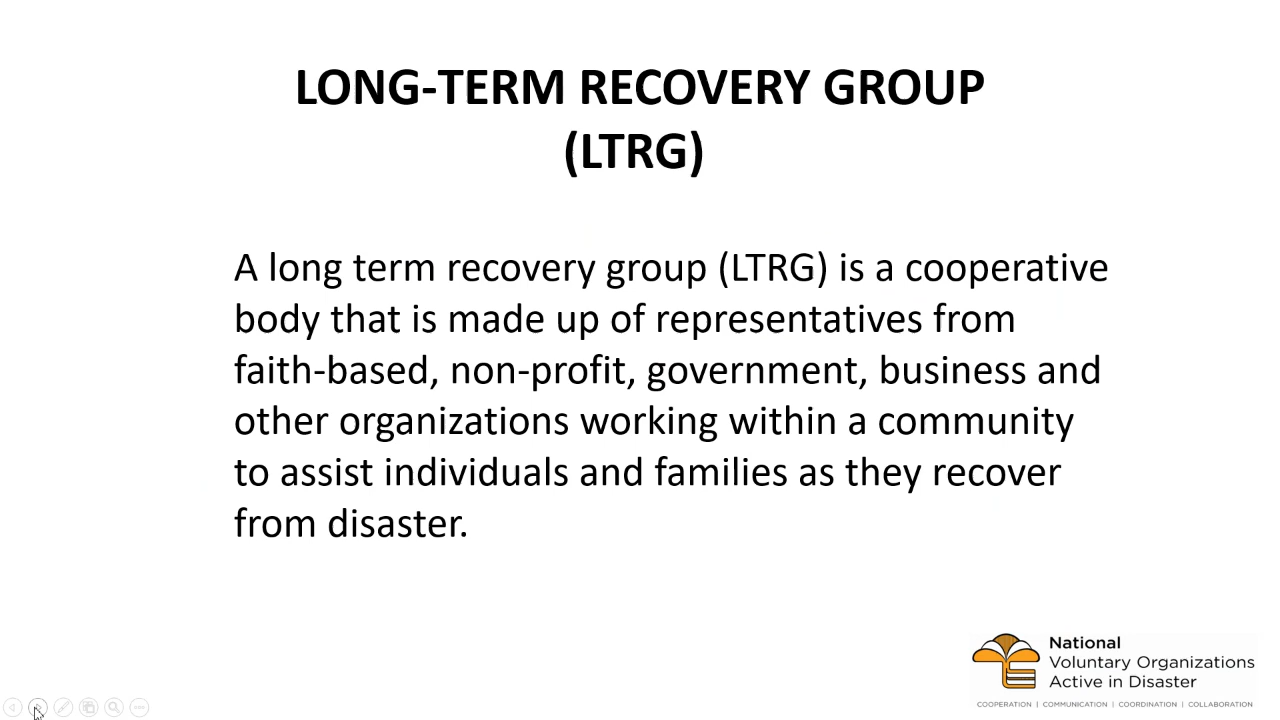 LONG-TERM RECOVERY GROUP
(LTRG)
A long term recovery group (LTRG) is a cooperative
body that is made up of representatives from
faith-based, non-profit, government, business and
other organizations working within a community
to assist individuals and families as they recover
from disaster.
National
Voluntary Organizations
Active in Disaster
COOPERATION | COMMUNICATION | COORDINATION | COLLABORATION